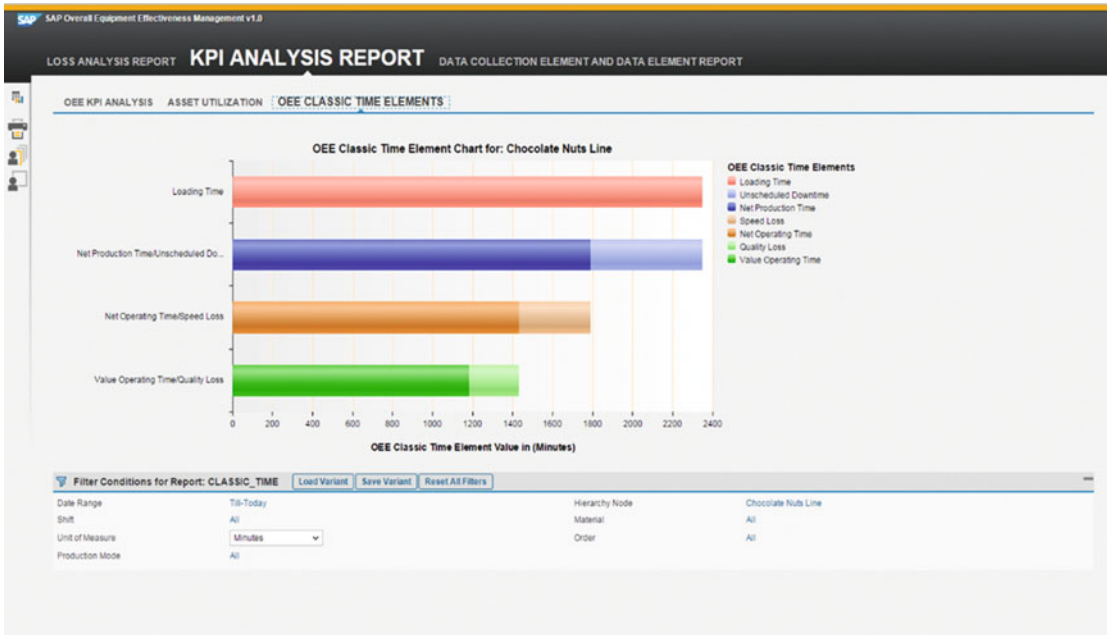 SAP SAP Overall Equipment Effectiveness Management v1.0
LOSS ANALYSIS REPORT KPI ANALYSIS REPORT DATA COLLECTION ELEMENT AND DATA ELEMENT REPORT
OEE KPI ANALYSIS ASSET UTILIZATION OEE CLASSIC TIME ELEMENTS
OEE Classic Time Element Chart for: Chocolate Nuts Line
Loading Time
Net Production Time/Unscheduled Do...
Net Operating Time/Speed Loss
Value Operating Time/Quality Loss
0 200 400 600 800 1000 1200 1400 1600 1800 2000 2200 2400
OEE Classic Time Element Value in (Minutes)
OEE Classic Time Elements
Loading Time
Unscheduled Downtime
Net Production Time
Speed Loss
Net Operating Time
Quality Loss
Value Operating Time
Filter Conditions for Report: CLASSIC_TIME Load Variant Save Variant Reset All Filters
Date Range Till-Today Hierarchy Node Chocolate Nuts Line
Shift All Material All
Unit of Measure Minutes Order All
Production Mode All